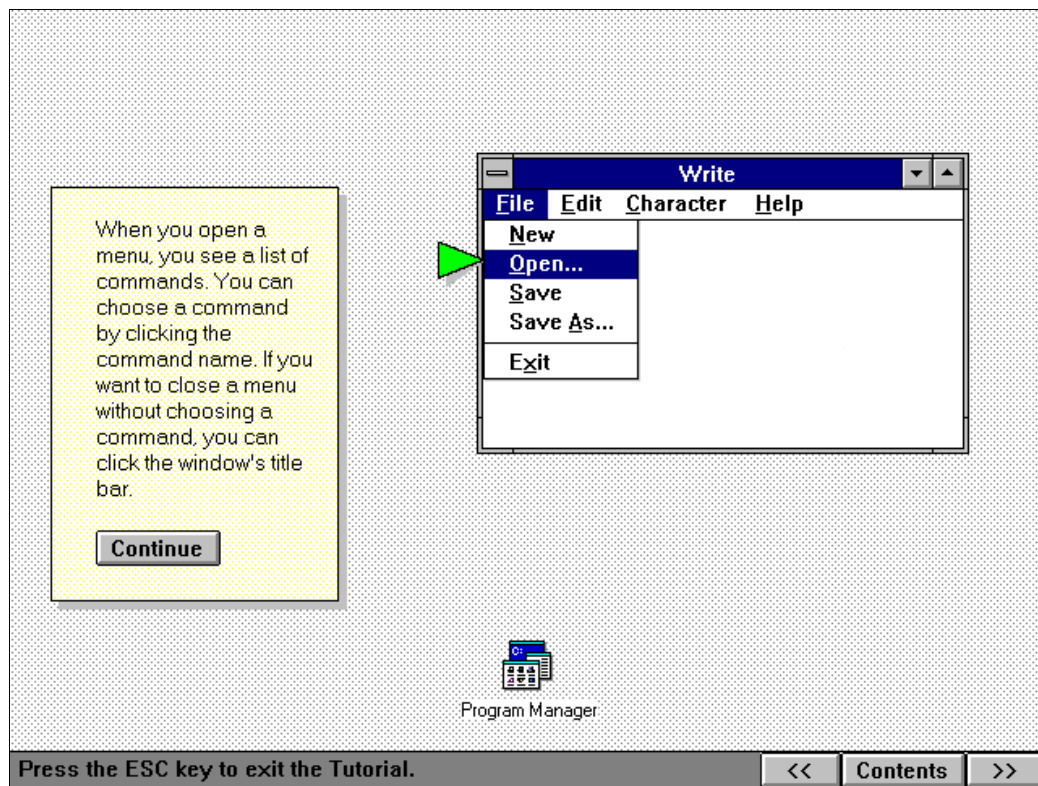 Write
File Edit Character Help
New
Open...
Save
Save As...
Exit
When you open a
menu, you see a list of
commands. You can
choose a command
by clicking the
command name. If you
want to close a menu
without choosing a
command, you can
click the window's title
bar.
Continue
C:
Program Manager
Press the ESC key to exit the Tutorial.
<< Contents >>